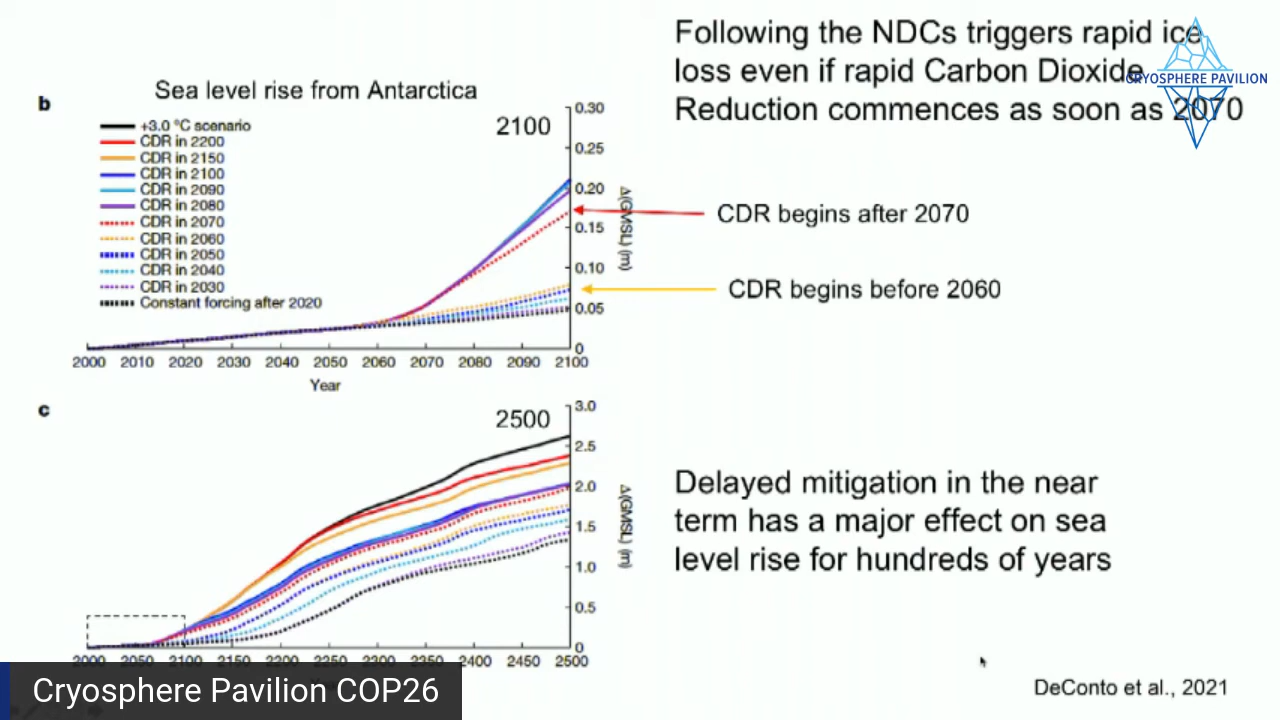 Following the NDCs triggers rapid ice
loss even if rapid Carbon Dioxide
Reduction commences as soon as 2070
CRYOSPHERE PAVILION
Sea level rise from Antarctica
b
2100
+3.0 °C scenario
CDR in 2200
CDR in 2150
CDR in 2100
CDR in 2090
CDR in 2080
CDR in 2070
CDR in 2060
CDR in 2050
CDR in 2040
CDR in 2030
Constant forcing after 2020
0.30
0.25
0.20
0.15
0.10
0.05
0
Δ(GMSL) (m)
2000 2010 2020 2030 2040 2050 2060 2070 2080 2090 2100
Year
CDR begins after 2070
CDR begins before 2060
c
2500
3.0
2.5
2.0
1.5
1.0
0.5
0
Δ(GMSL) (m)
2000 2050 2100 2150 2200 2250 2300 2350 2400 2450 2500
Delayed mitigation in the near
term has a major effect on sea
level rise for hundreds of years
Cryosphere Pavilion COP26
DeConto et al., 2021